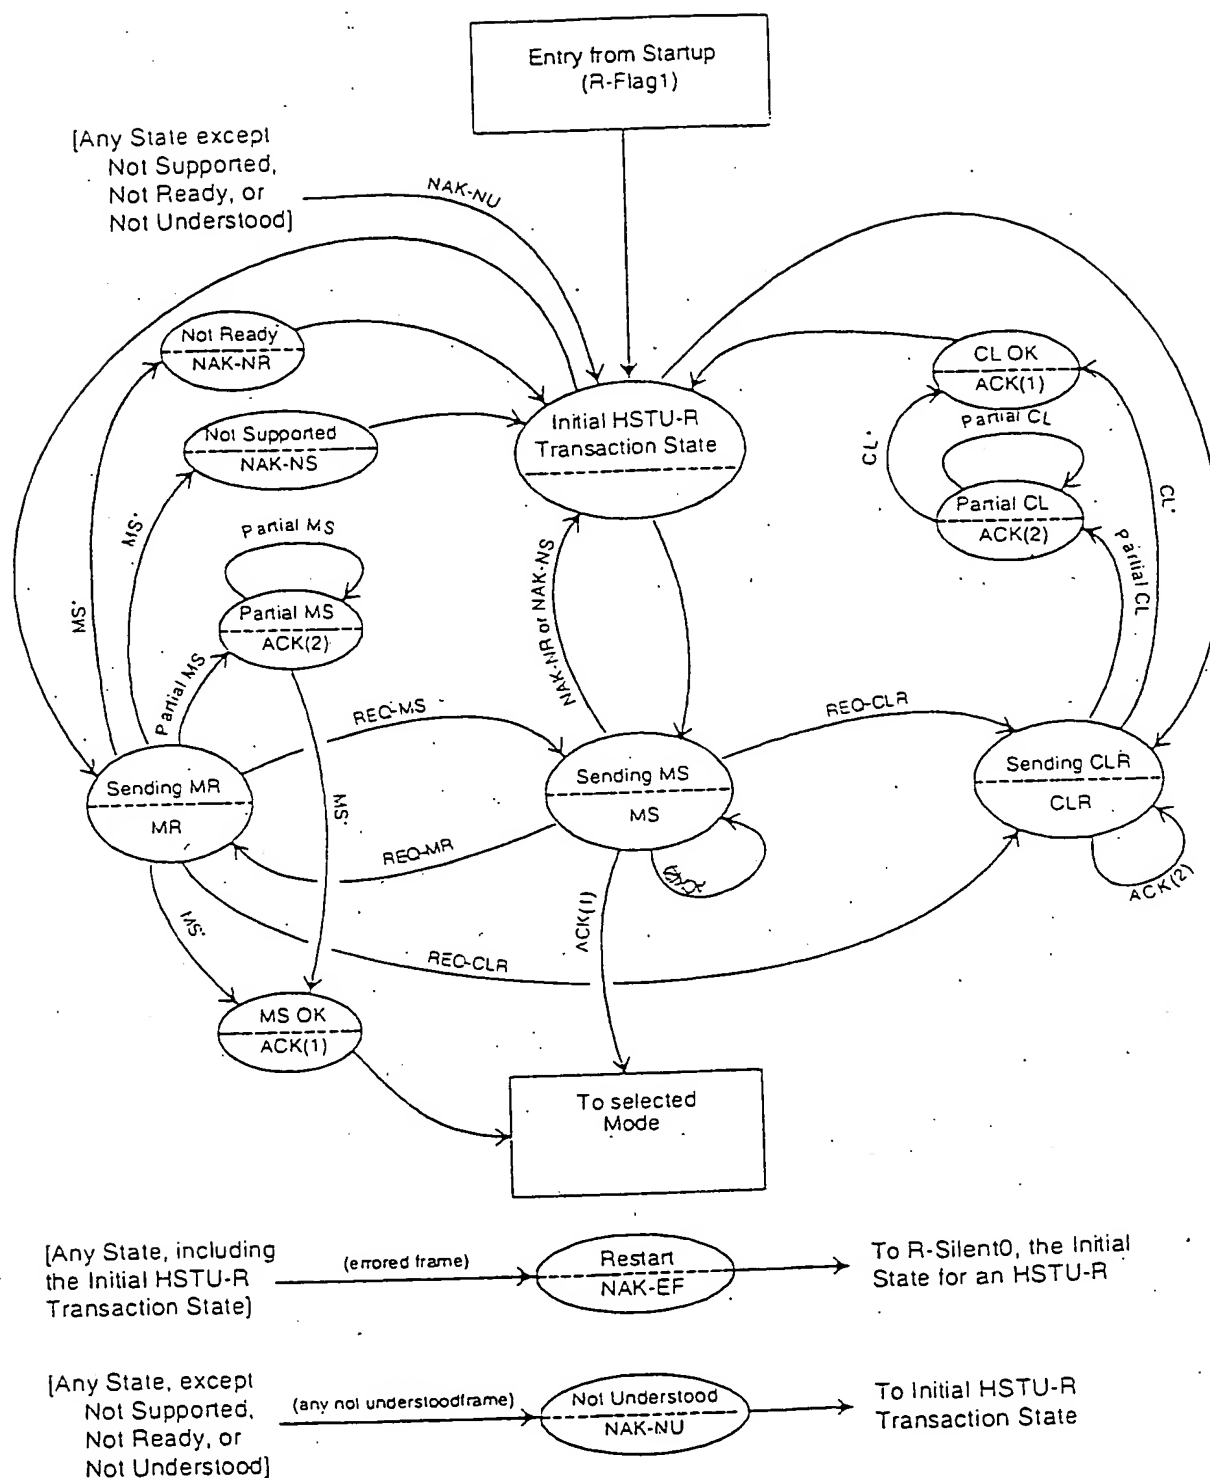 Entry from Startup
(R-Flag1)
[Any State except
Not Supported,
Not Ready, or
Not Understood]
NAK-NU
Not Ready
NAK-NR
CL OK
ACK(1)
Initial HSTU-R
Transaction State
Not Supported
NAK-NS
Partial CL
CL*
CL*
Partial CL
ACK(2)
Partial CL
MS*
MS*
Partial MS
Partial MS
ACK(2)
Partial MS
NAK-NR or NAK-NS
REQ-MS
REQ-CLR
Sending MR
MR
Sending MS
MS
Sending CLR
CLR
MS*
REQ-MR
ACK(2)
ACK(1)
REQ-CLR
MS OK
ACK(1)
To selected
Mode
[Any State, including
the Initial HSTU-R
Transaction State]
(errored frame)
Restart
NAK-EF
To R-Silent0, the Initial
State for an HSTU-R
[Any State, except
Not Supported,
Not Ready, or
Not Understood]
(any not understoodframe)
Not Understood
NAK-NU
To Initial HSTU-R
Transaction State